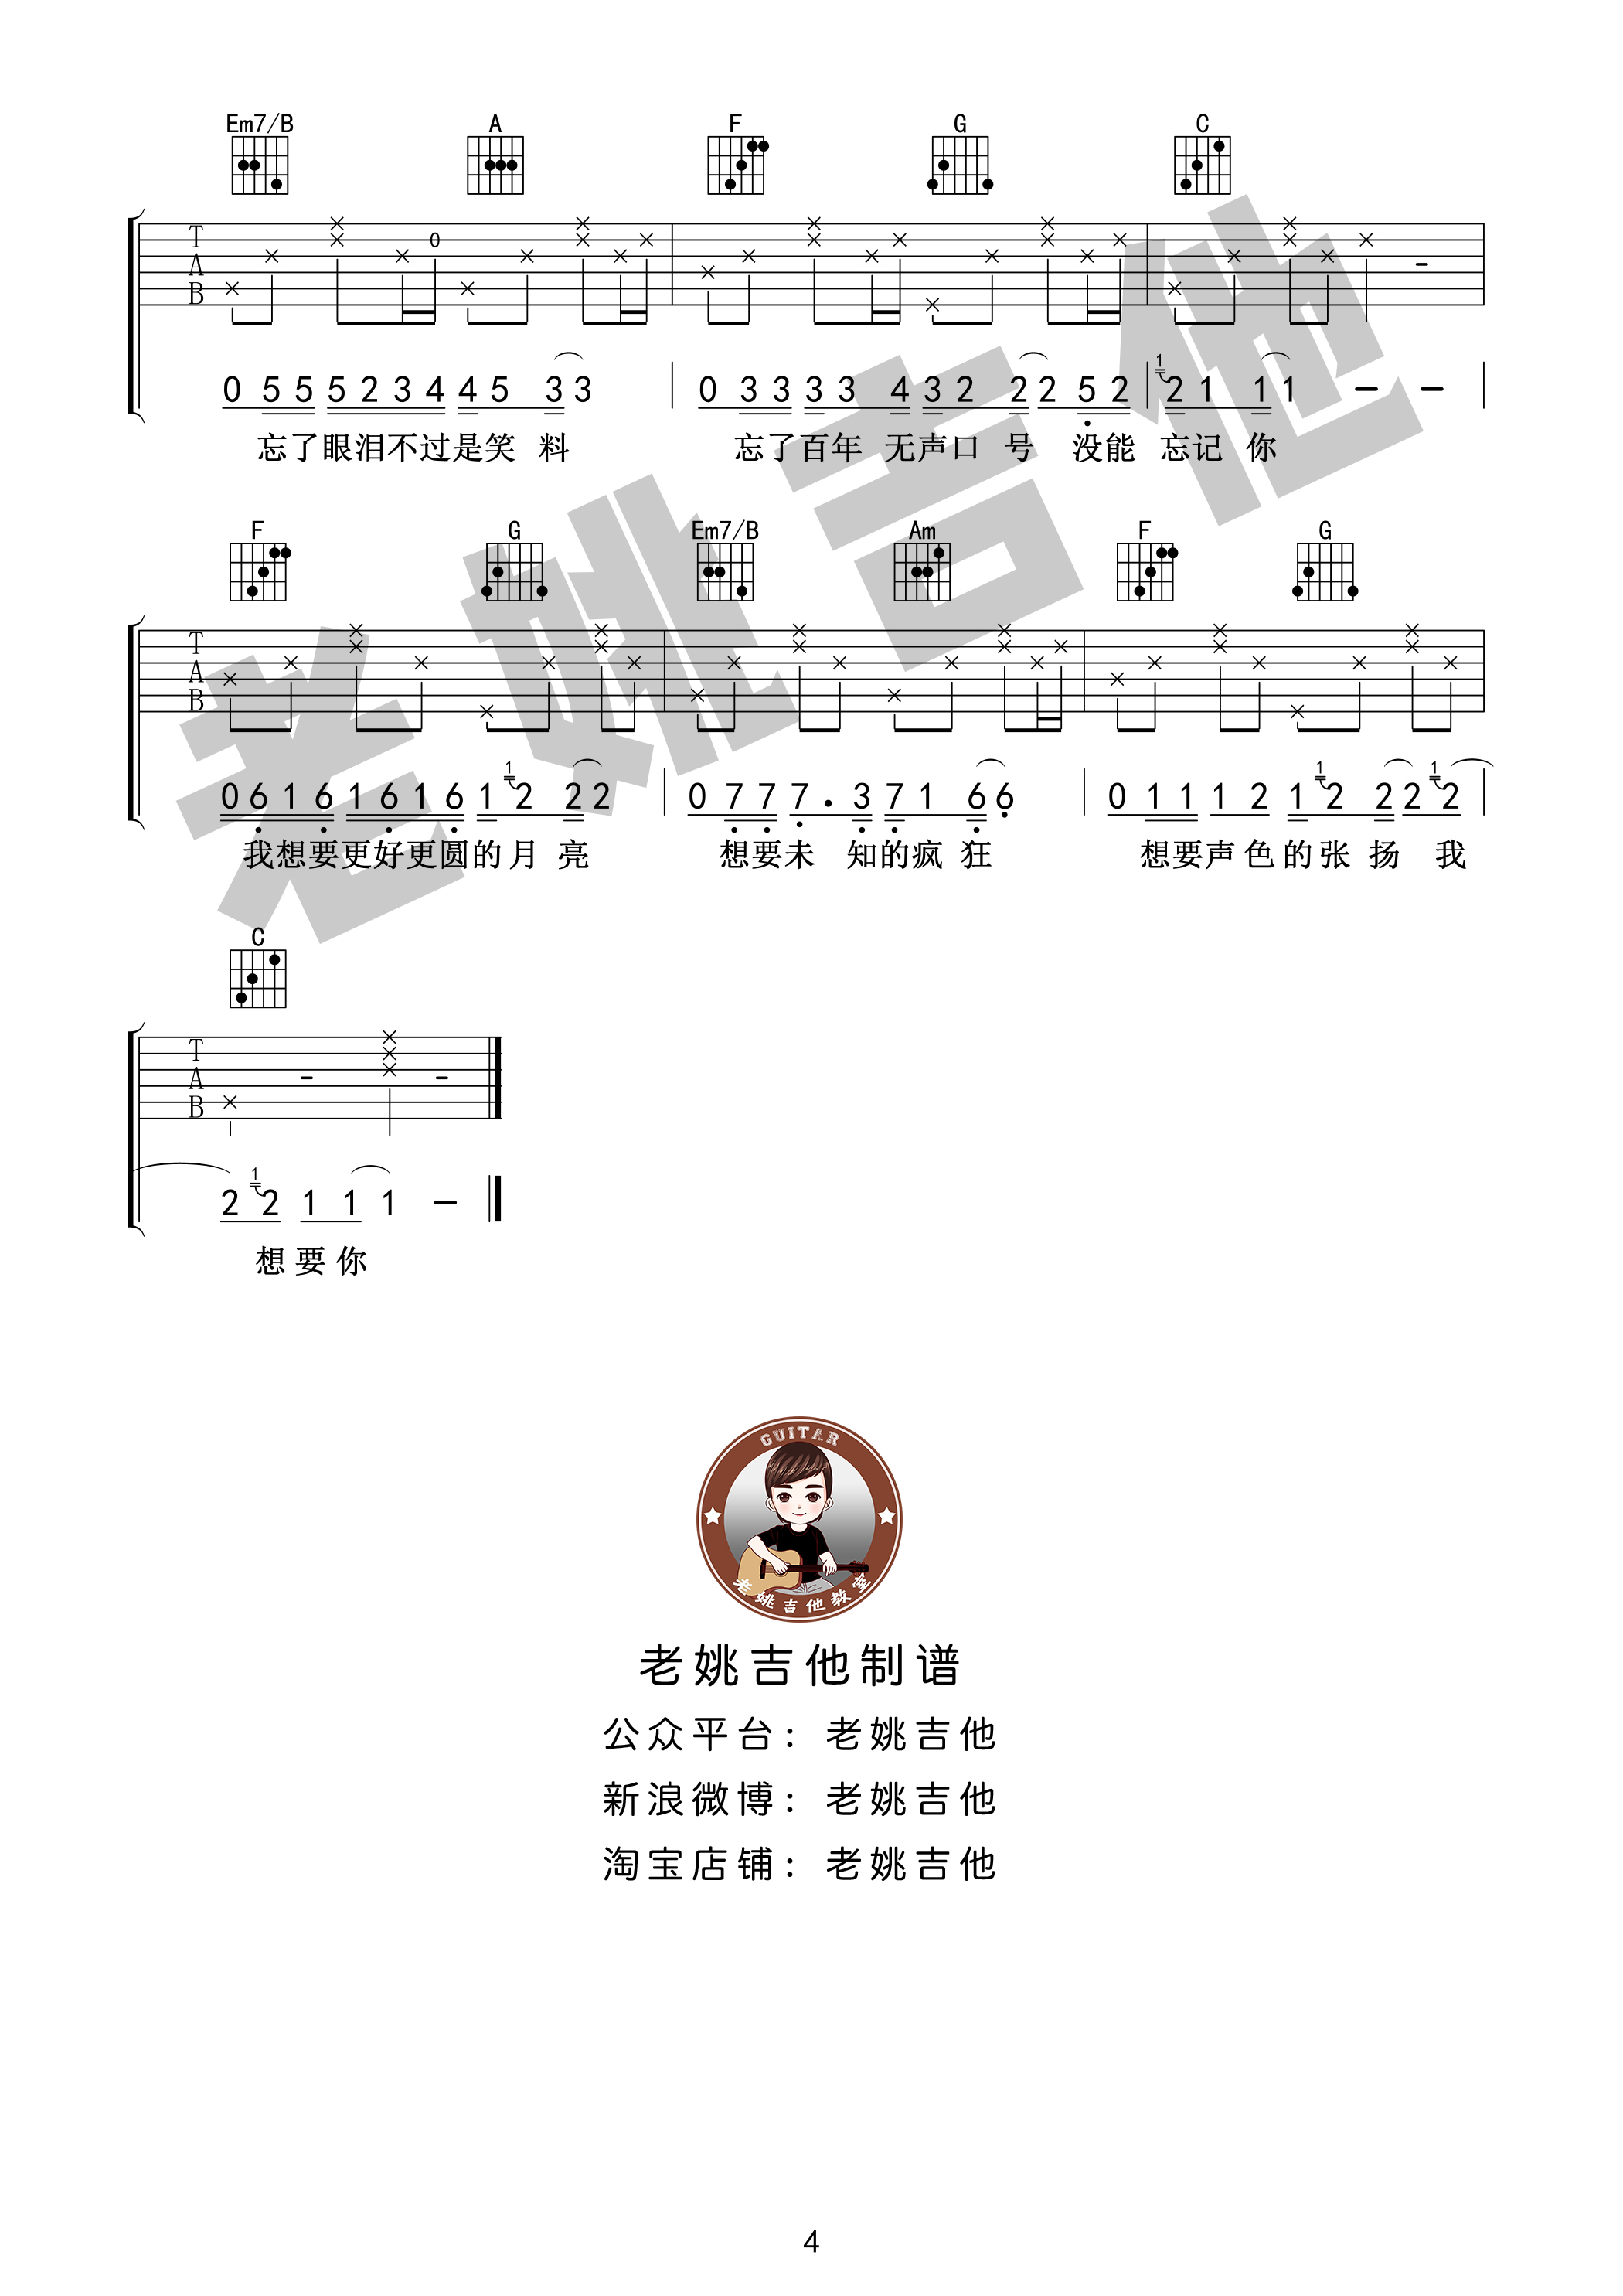 Em7/B A F G C
T A B
0 5 5 5 2 3 4 4 5 3 3 0 3 3 3 3 4 3 2 2 2 5 2 1 2 1 1 1 – –
忘了眼泪不过是笑 料 忘了百年 无声口 号 没能 忘记 你
F G Em7/B Am F G
T A B
0 6 1 6 1 6 1 6 1 1 2 2 2 0 7 7 7 . 3 7 1 6 6 0 1 1 1 2 1 1 2 2 2 1 2
我想要更好更圆的月 亮 想要未 知的疯 狂 想要声色的张 扬 我
C
T A B
2 1 2 1 1 1 –
想要你
老姚吉他
GUITAR
老姚吉他教室
老姚吉他制谱
公众平台：老姚吉他
新浪微博：老姚吉他
淘宝店铺：老姚吉他
4